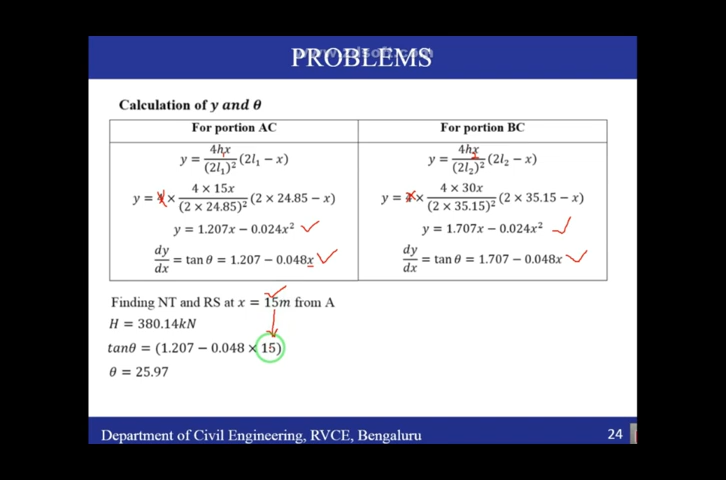 PROBLEMS
Calculation of y and θ
For portion AC
y = 4h₁x/(2l₁)² (2l₁ − x)
y = 4 × 4 × 15x/(2 × 24.85)² (2 × 24.85 − x)
y = 1.207x − 0.024x²
dy/dx = tan θ = 1.207 − 0.048x
For portion BC
y = 4h₂x/(2l₂)² (2l₂ − x)
y = × 4 × 30x/(2 × 35.15)² (2 × 35.15 − x)
y = 1.707x − 0.024x²
dy/dx = tan θ = 1.707 − 0.048x
Finding NT and RS at x = 15m from A
H = 380.14kN
tanθ = (1.207 − 0.048 × 15)
θ = 25.97
Department of Civil Engineering, RVCE, Bengaluru
24